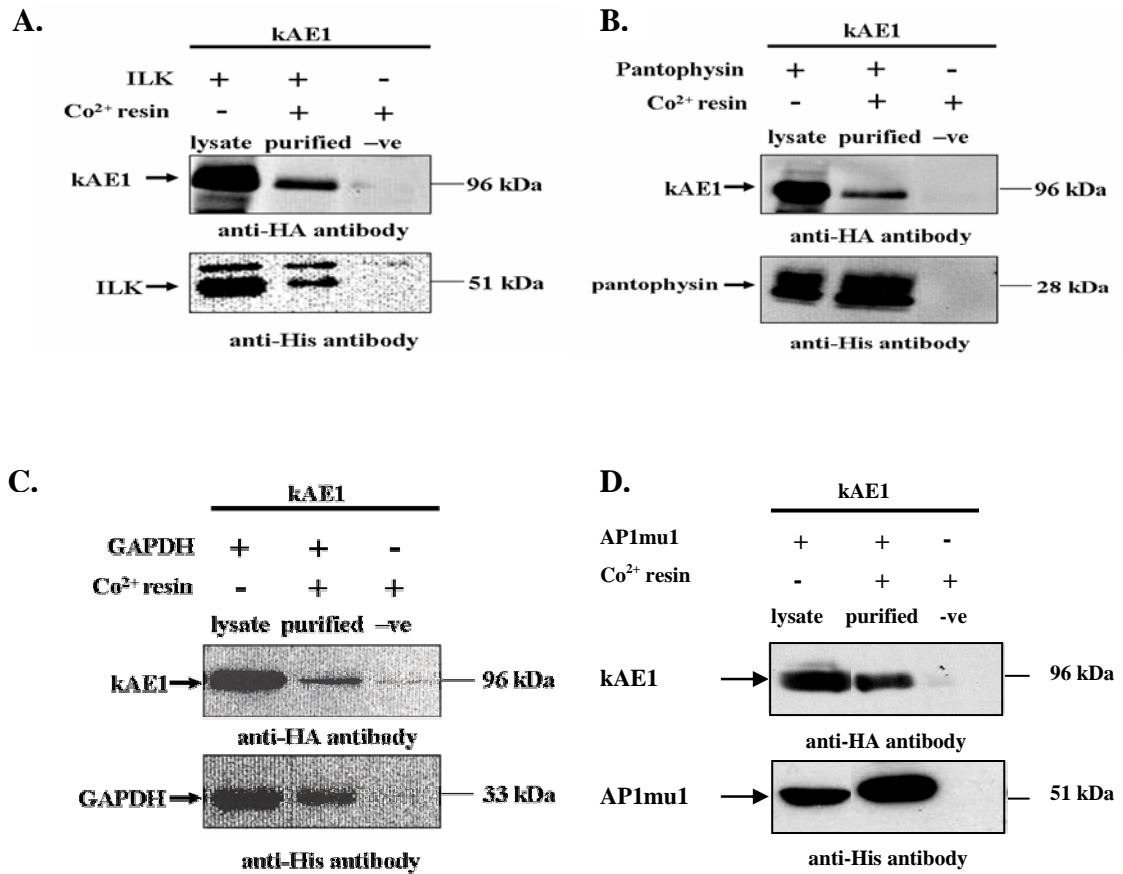 A.
kAE1
ILK + + -
Co2+ resin - + +
lysate purified –ve
kAE1 96 kDa
anti-HA antibody
ILK 51 kDa
anti-His antibody
B.
kAE1
Pantophysin + + -
Co2+ resin - + +
lysate purified –ve
kAE1 96 kDa
anti-HA antibody
pantophysin 28 kDa
anti-His antibody
C.
kAE1
GAPDH + + -
Co2+ resin - + +
lysate purified –ve
kAE1 96 kDa
anti-HA antibody
GAPDH 33 kDa
anti-His antibody
D.
kAE1
AP1mu1 + + -
Co2+ resin - + +
lysate purified -ve
kAE1 96 kDa
anti-HA antibody
AP1mu1 51 kDa
anti-His antibody